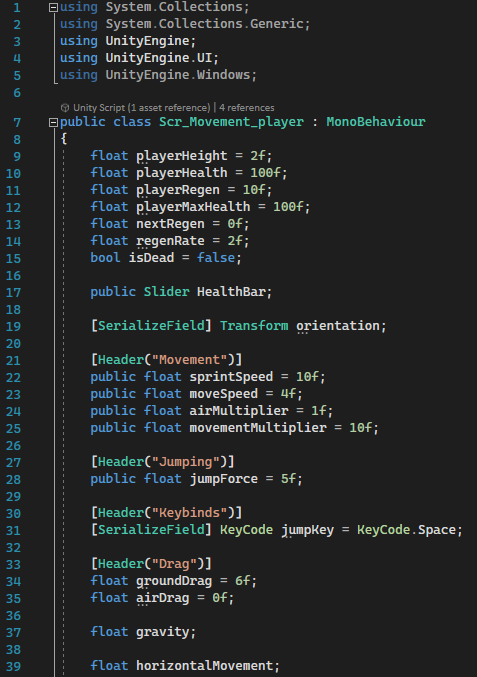 1 using System.Collections;
2 using System.Collections.Generic;
3 using UnityEngine;
4 using UnityEngine.UI;
5 using UnityEngine.Windows;
6
Unity Script (1 asset reference) | 4 references
7 public class Scr_Movement_player : MonoBehaviour
8 {
9 float playerHeight = 2f;
10 float playerHealth = 100f;
11 float playerRegen = 10f;
12 float playerMaxHealth = 100f;
13 float nextRegen = 0f;
14 float regenRate = 2f;
15 bool isDead = false;
16
17 public Slider HealthBar;
18
19 [SerializeField] Transform orientation;
20
21 [Header("Movement")]
22 public float sprintSpeed = 10f;
23 public float moveSpeed = 4f;
24 public float airMultiplier = 1f;
25 public float movementMultiplier = 10f;
26
27 [Header("Jumping")]
28 public float jumpForce = 5f;
29
30 [Header("Keybinds")]
31 [SerializeField] KeyCode jumpKey = KeyCode.Space;
32
33 [Header("Drag")]
34 float groundDrag = 6f;
35 float airDrag = 0f;
36
37 float gravity;
38
39 float horizontalMovement;